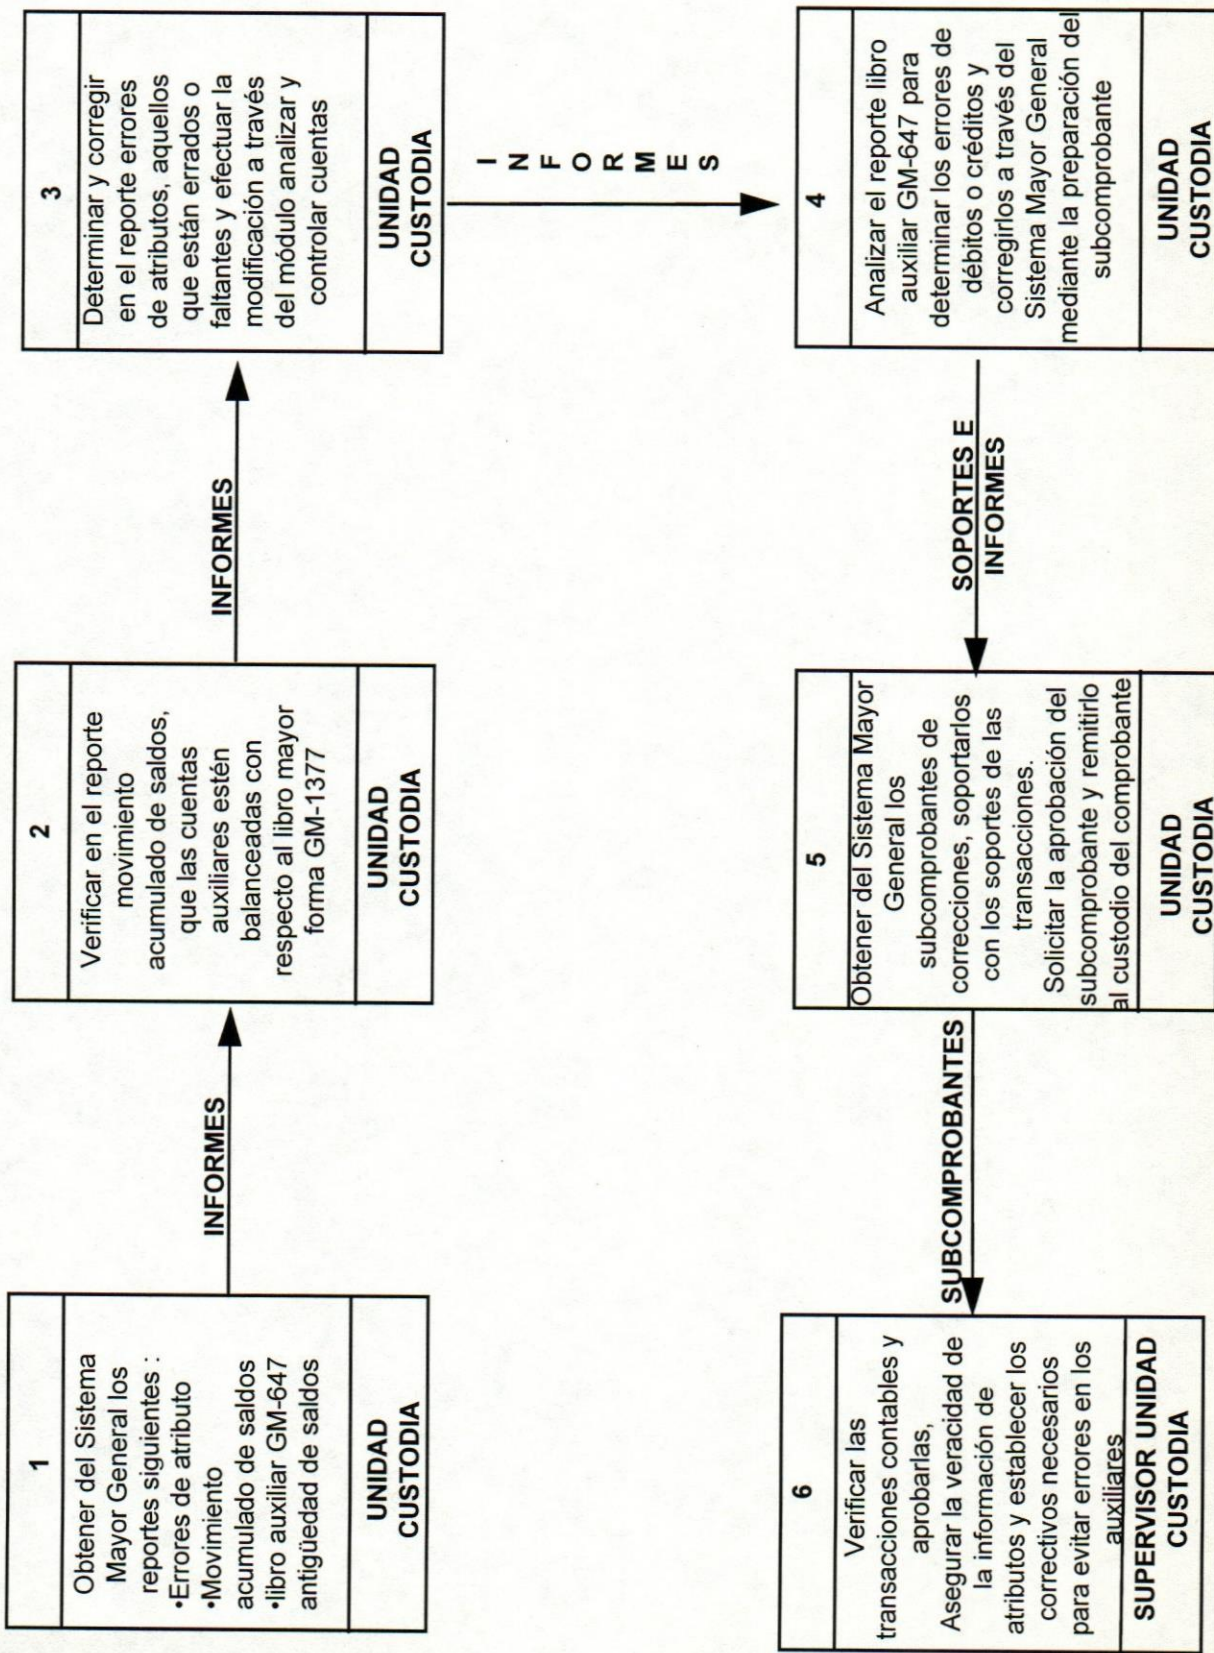 1
Obtener del Sistema
Mayor General los
reportes siguientes :
•Errores de atributo
•Movimiento
acumulado de saldos
•libro auxiliar GM-647
antigüedad de saldos
UNIDAD
CUSTODIA
INFORMES
2
Verificar en el reporte
movimiento
acumulado de saldos,
que las cuentas
auxiliares estén
balanceadas con
respecto al libro mayor
forma GM-1377
UNIDAD
CUSTODIA
INFORMES
3
Determinar y corregir
en el reporte errores
de atributos, aquellos
que están errados o
faltantes y efectuar la
modificación a través
del módulo analizar y
controlar cuentas
UNIDAD
CUSTODIA
I
N
F
O
R
M
E
S
4
Analizar el reporte libro
auxiliar GM-647 para
determinar los errores de
débitos o créditos y
corregirlos a través del
Sistema Mayor General
mediante la preparación del
subcomprobante
UNIDAD
CUSTODIA
SOPORTES E
INFORMES
5
Obtener del Sistema Mayor
General los
subcomprobantes de
correcciones, soportarlos
con los soportes de las
transacciones.
Solicitar la aprobación del
subcomprobante y remitirlo
al custodio del comprobante
UNIDAD
CUSTODIA
SUBCOMPROBANTES
6
Verificar las
transacciones contables y
aprobarlas,
Asegurar la veracidad de
la información de
atributos y establecer los
correctivos necesarios
para evitar errores en los
auxiliares
SUPERVISOR UNIDAD
CUSTODIA